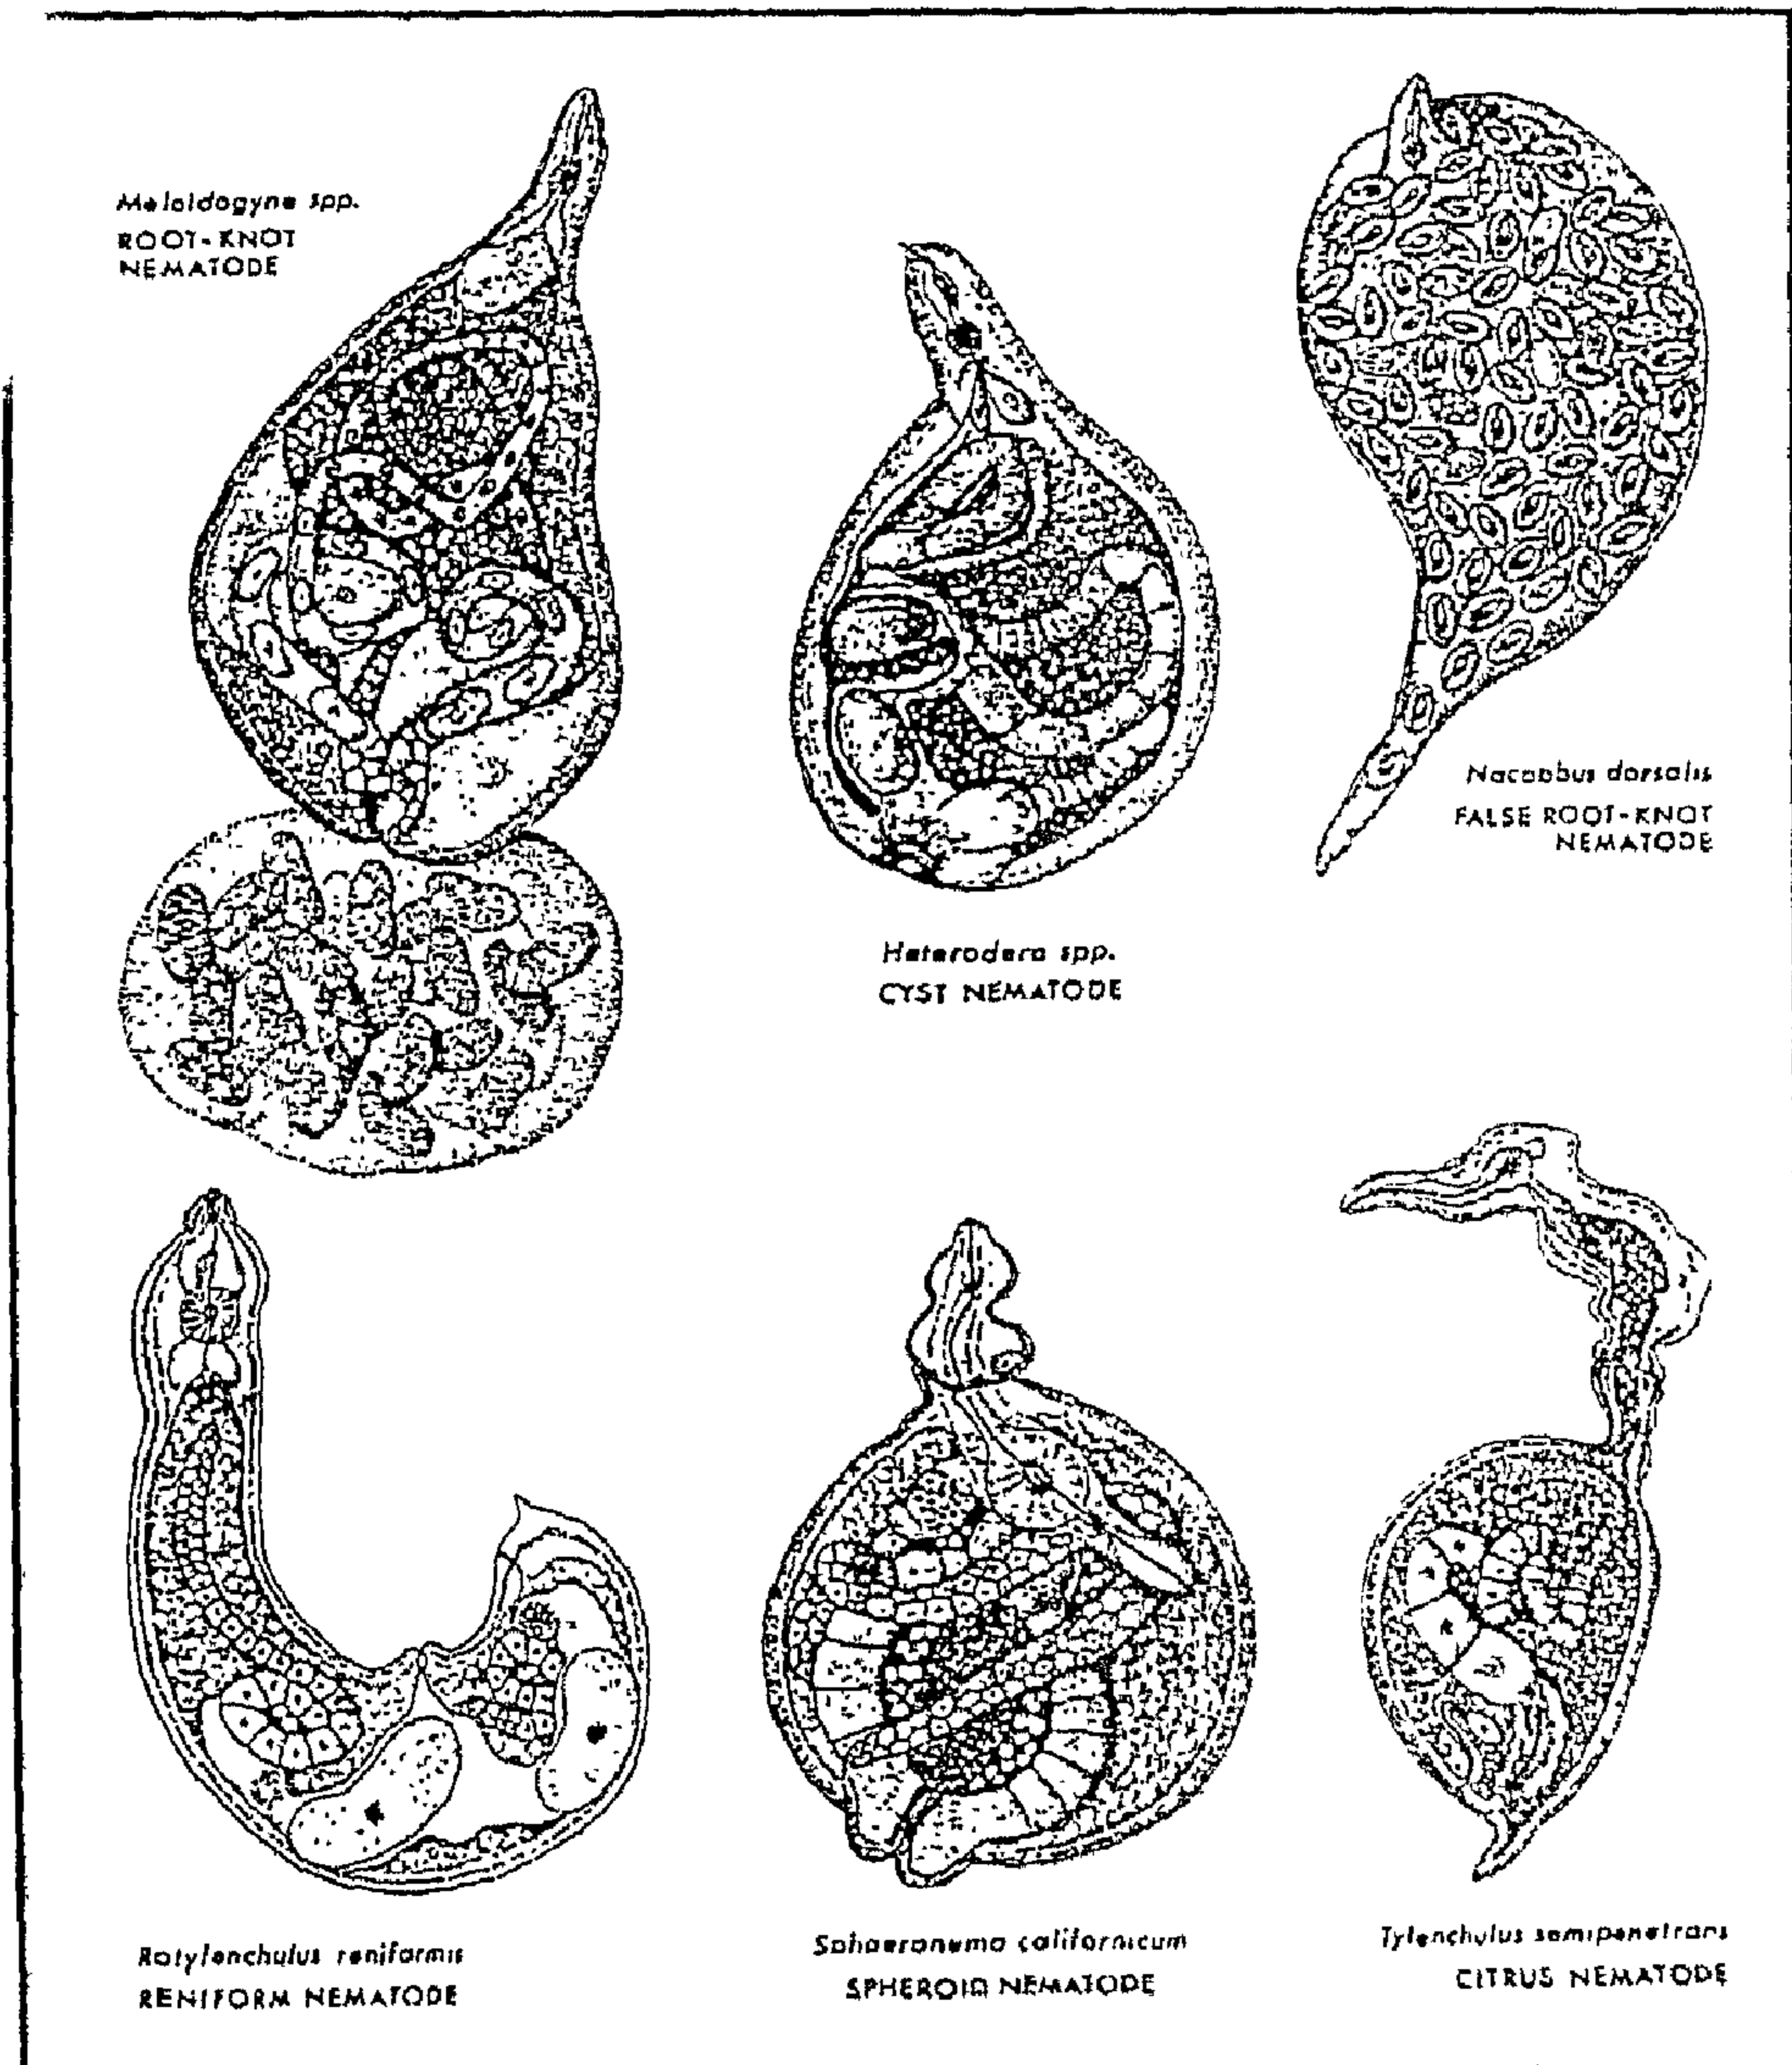 Meloidogyne spp.
ROOT-KNOT
NEMATODE
Nacobbus dorsalis
FALSE ROOT-KNOT
NEMATODE
Heterodera spp.
CYST NEMATODE
Rotylenchulus reniformis
RENIFORM NEMATODE
Sphaeronema californicum
SPHEROID NEMATODE
Tylenchulus semipenetrans
CITRUS NEMATODE